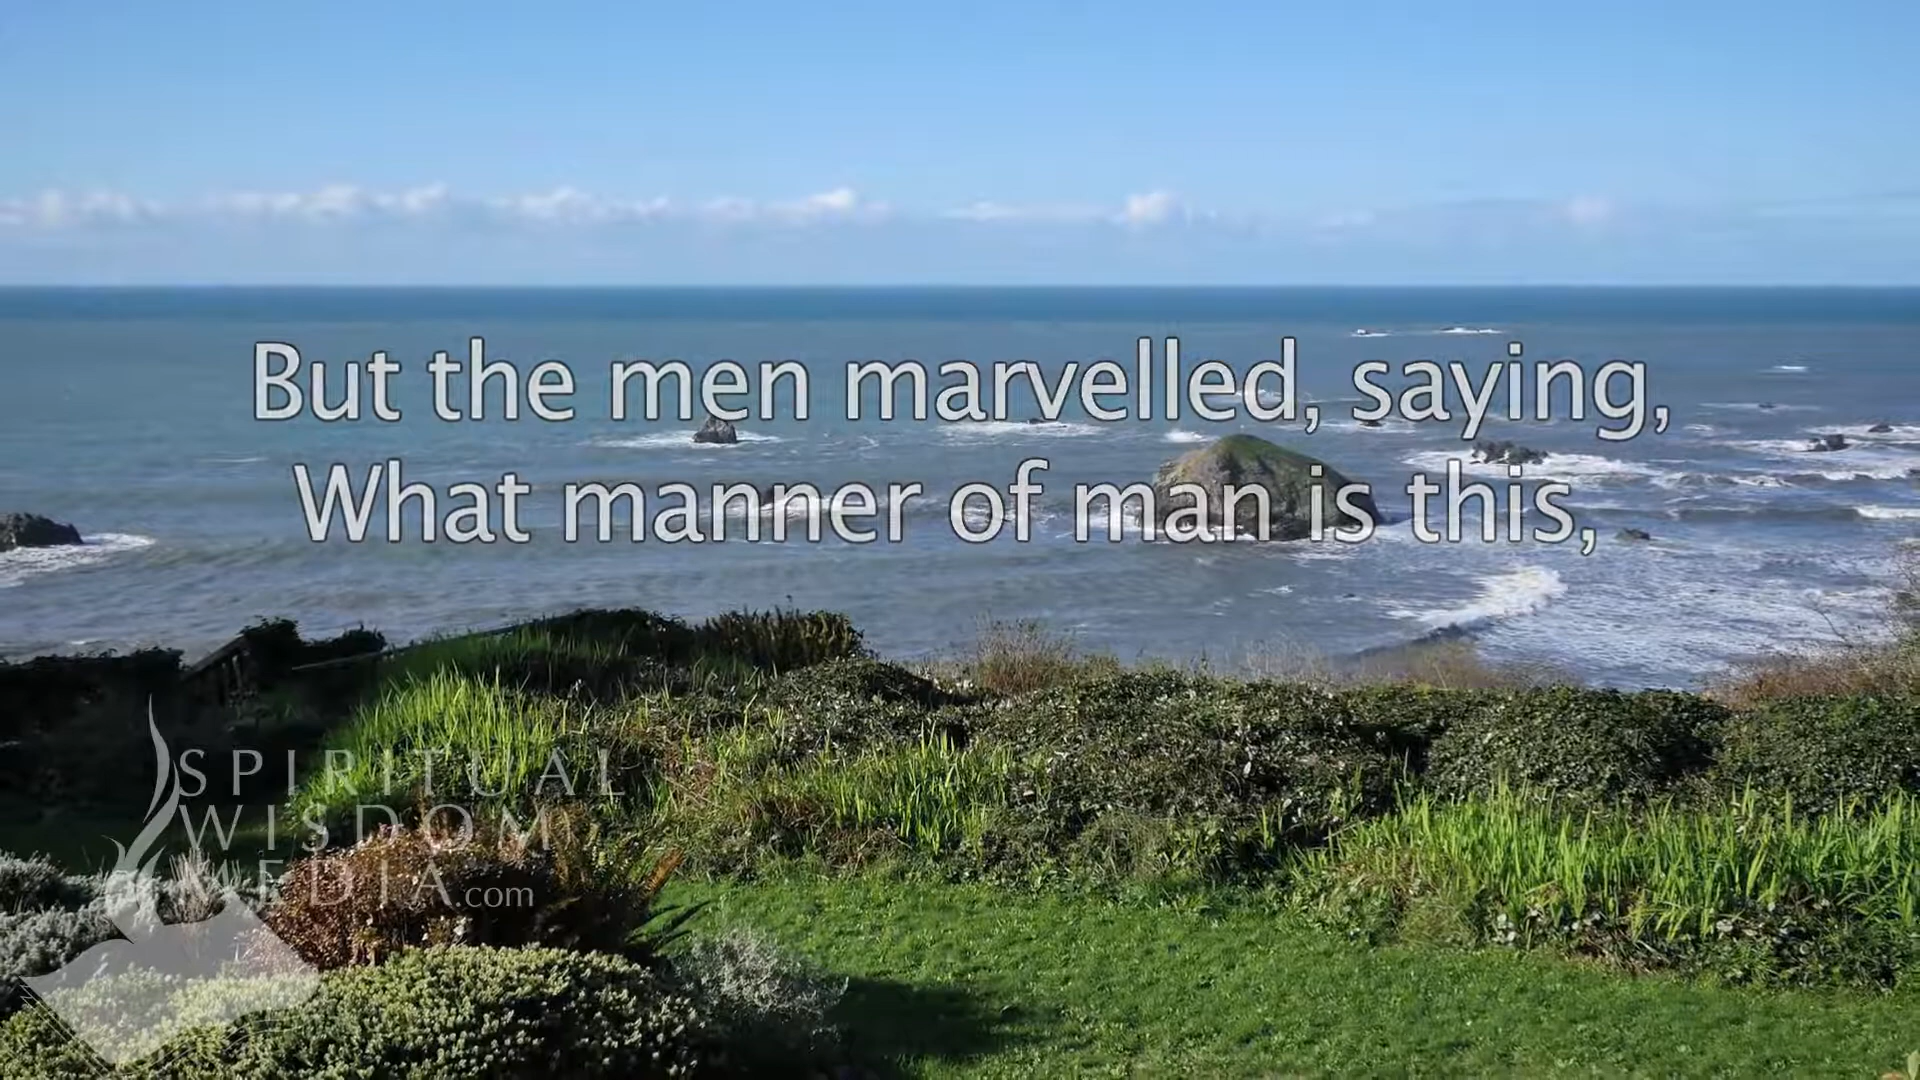 But the men marvelled, saying,
What manner of man is this,
SPIRITUAL
WISDOM
MEDIA.com